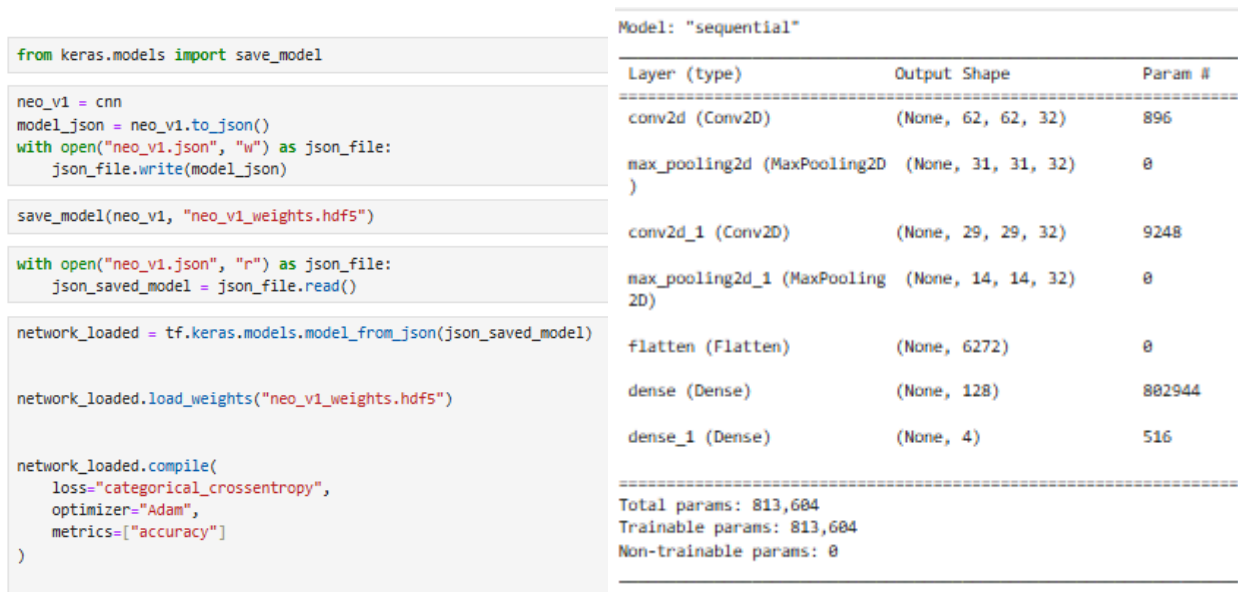 from keras.models import save_model
neo_v1 = cnn
model_json = neo_v1.to_json()
with open("neo_v1.json", "w") as json_file:
    json_file.write(model_json)
save_model(neo_v1, "neo_v1_weights.hdf5")
with open("neo_v1.json", "r") as json_file:
    json_saved_model = json_file.read()
network_loaded = tf.keras.models.model_from_json(json_saved_model)
network_loaded.load_weights("neo_v1_weights.hdf5")
network_loaded.compile(
    loss="categorical_crossentropy",
    optimizer="Adam",
    metrics=["accuracy"]
)
Model: "sequential"
Layer (type) Output Shape Param #
conv2d (Conv2D) (None, 62, 62, 32) 896
max_pooling2d (MaxPooling2D (None, 31, 31, 32) 0
)
conv2d_1 (Conv2D) (None, 29, 29, 32) 9248
max_pooling2d_1 (MaxPooling (None, 14, 14, 32) 0
2D)
flatten (Flatten) (None, 6272) 0
dense (Dense) (None, 128) 802944
dense_1 (Dense) (None, 4) 516
Total params: 813,604
Trainable params: 813,604
Non-trainable params: 0